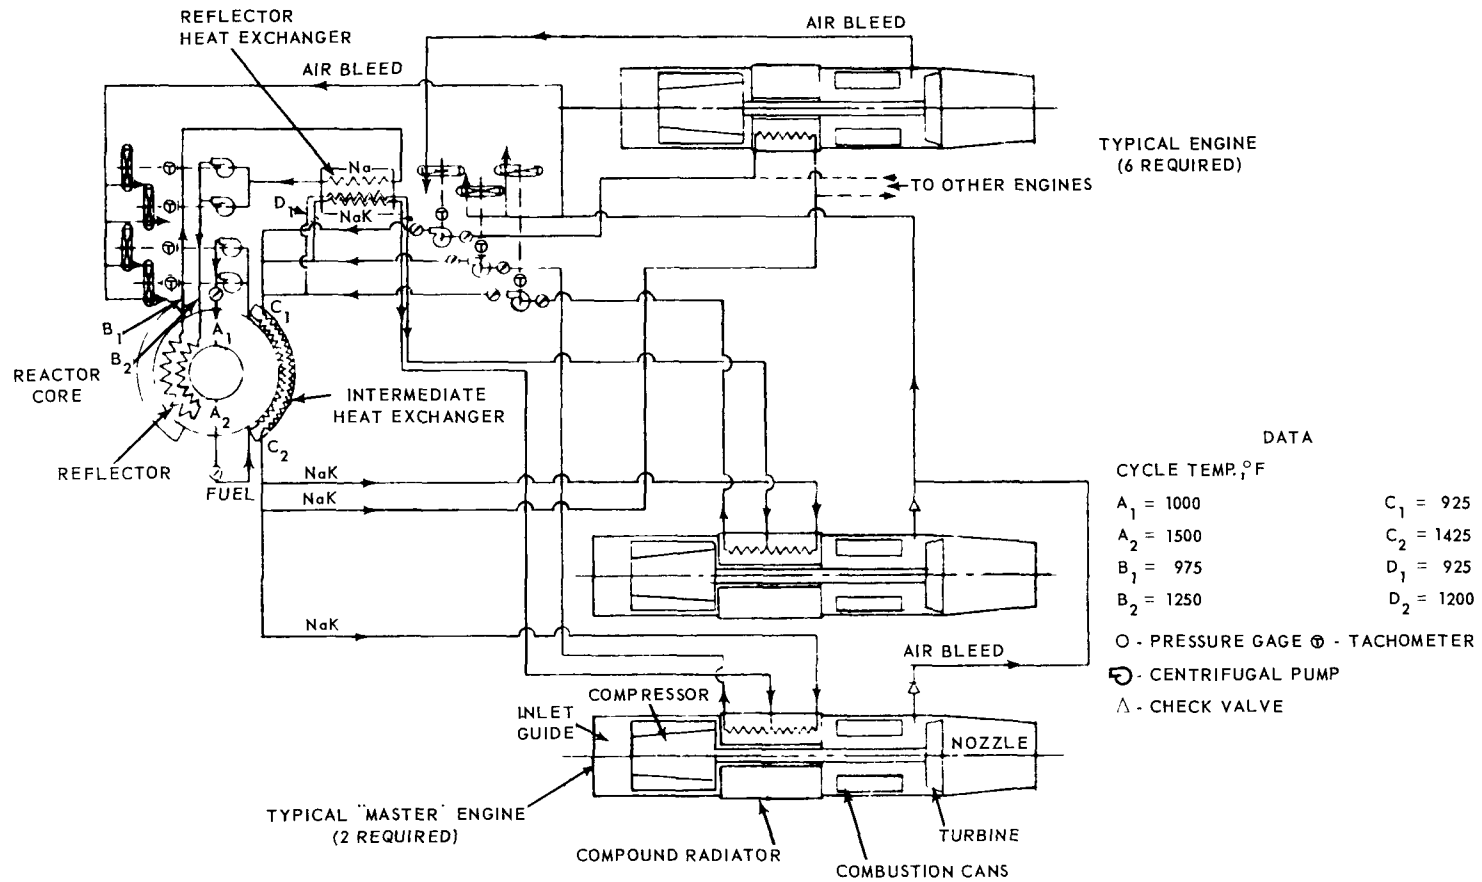 REFLECTOR
HEAT EXCHANGER
AIR BLEED
AIR BLEED
TYPICAL ENGINE
(6 REQUIRED)
TO OTHER ENGINES
Na
D1
NaK
T
T
T
T
T
T
T
B1
B2
A1
C1
REACTOR
CORE
INTERMEDIATE
HEAT EXCHANGER
A2
C2
REFLECTOR
FUEL
NaK
NaK
NaK
DATA
CYCLE TEMP., °F
A1 = 1000 C1 = 925
A2 = 1500 C2 = 1425
B1 = 975 D1 = 925
B2 = 1250 D2 = 1200
O - PRESSURE GAGE T - TACHOMETER
- CENTRIFUGAL PUMP
Δ - CHECK VALVE
AIR BLEED
COMPRESSOR
INLET
GUIDE
NOZZLE
TYPICAL "MASTER" ENGINE
(2 REQUIRED)
TURBINE
COMPOUND RADIATOR
COMBUSTION CANS